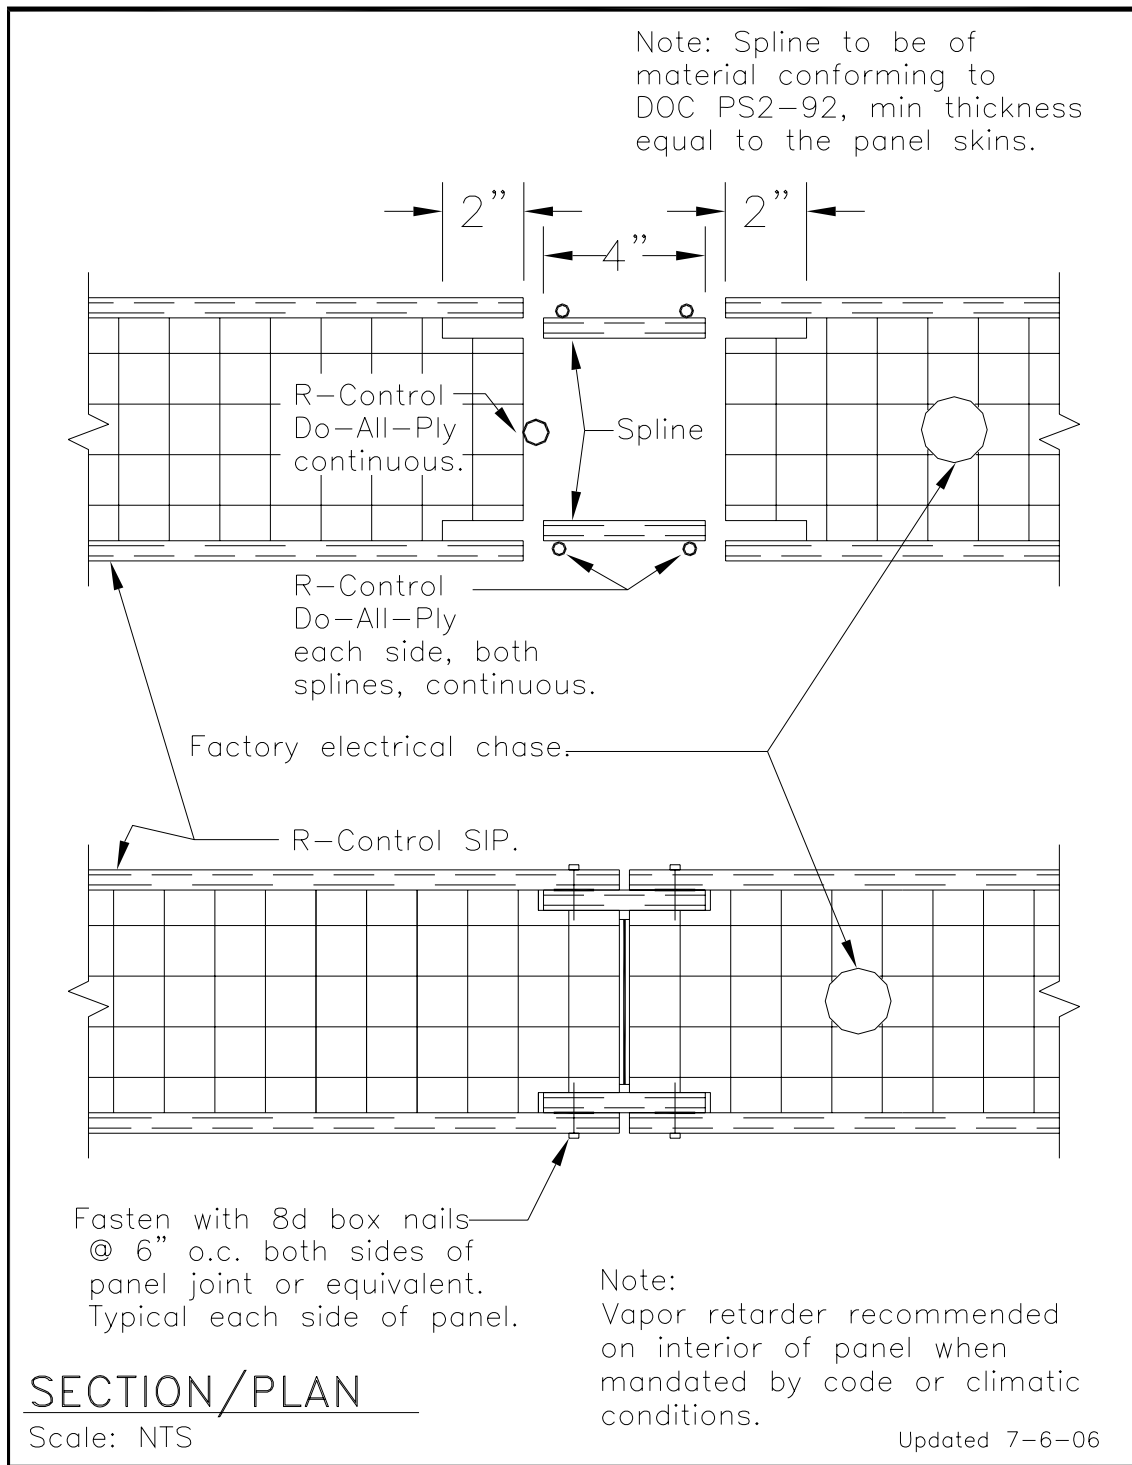 Note: Spline to be of
material conforming to
DOC PS2-92, min thickness
equal to the panel skins.
2”
2”
4”
R-Control
Do-All-Ply
continuous.
Spline
R-Control
Do-All-Ply
each side, both
splines, continuous.
Factory electrical chase.
R-Control SIP.
Fasten with 8d box nails
@ 6” o.c. both sides of
panel joint or equivalent.
Typical each side of panel.
Note:
Vapor retarder recommended
on interior of panel when
mandated by code or climatic
conditions.
SECTION/PLAN
Scale: NTS
Updated 7-6-06